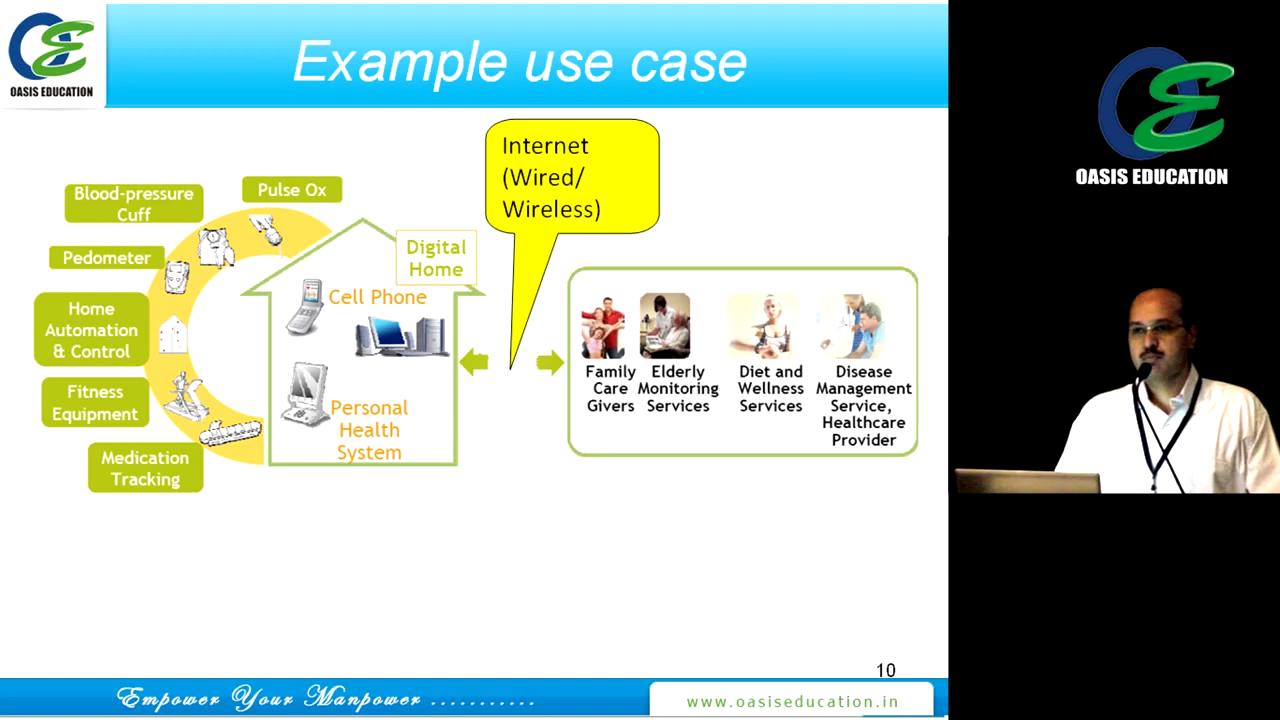 OASIS EDUCATION
Example use case
OASIS EDUCATION
Internet
(Wired/
Wireless)
Pulse Ox
Blood-pressure
Cuff
Pedometer
Home
Automation
& Control
Fitness
Equipment
Medication
Tracking
Digital
Home
Cell Phone
Personal
Health
System
Family
Care
Givers
Elderly
Monitoring
Services
Diet and
Wellness
Services
Disease
Management
Service,
Healthcare
Provider
10
Empower Your Manpower ...........
www.oasiseducation.in